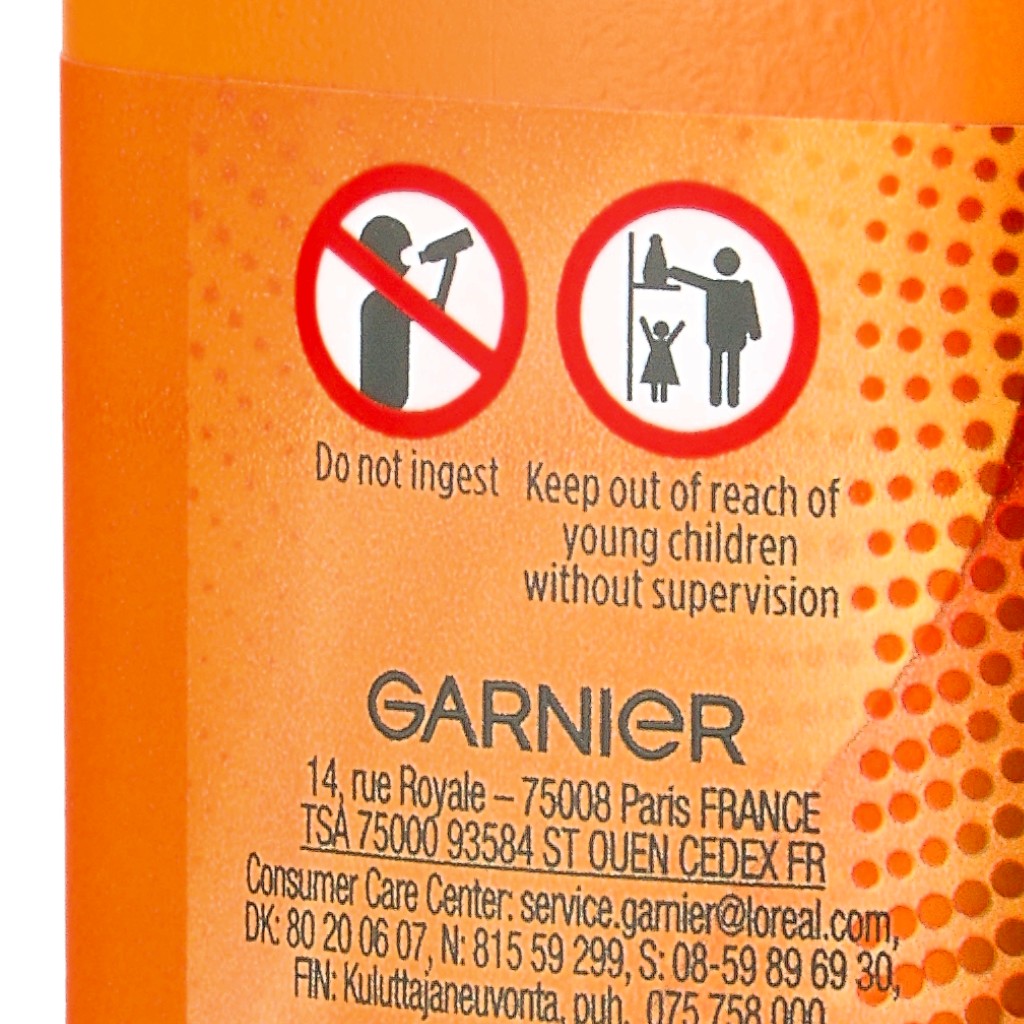 Do not ingest
Keep out of reach of
young children
without supervision
GARNIER
14, rue Royale – 75008 Paris FRANCE
TSA 75000 93584 ST OUEN CEDEX FR
Consumer Care Center: service.garnier@loreal.com,
DK: 80 20 06 07, N: 815 59 299, S: 08-59 89 69 30,
FIN: Kuluttajaneuvonta, puh. 075 758 000